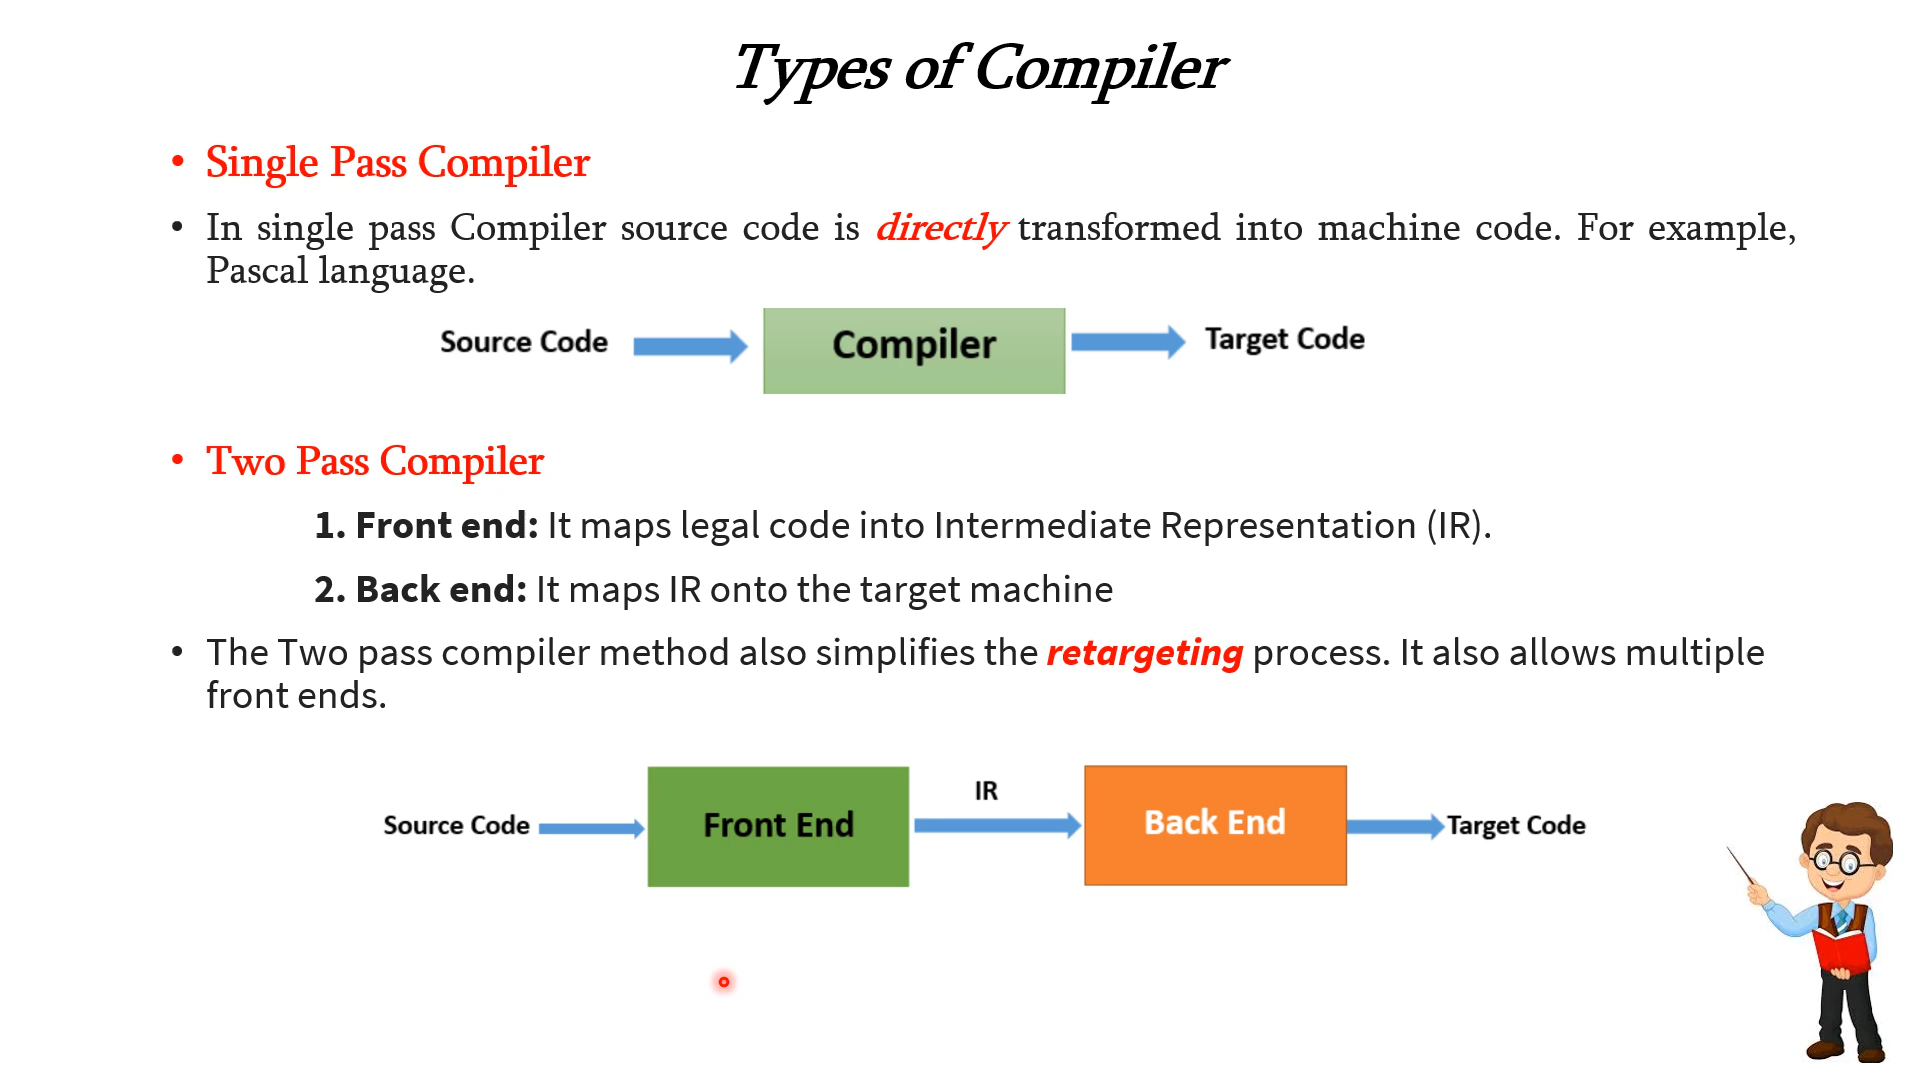 Types of Compiler
• Single Pass Compiler
• In single pass Compiler source code is directly transformed into machine code. For example,
Pascal language.
Source Code
Compiler
Target Code
• Two Pass Compiler
1. Front end: It maps legal code into Intermediate Representation (IR).
2. Back end: It maps IR onto the target machine
• The Two pass compiler method also simplifies the retargeting process. It also allows multiple
front ends.
Source Code
Front End
IR
Back End
Target Code